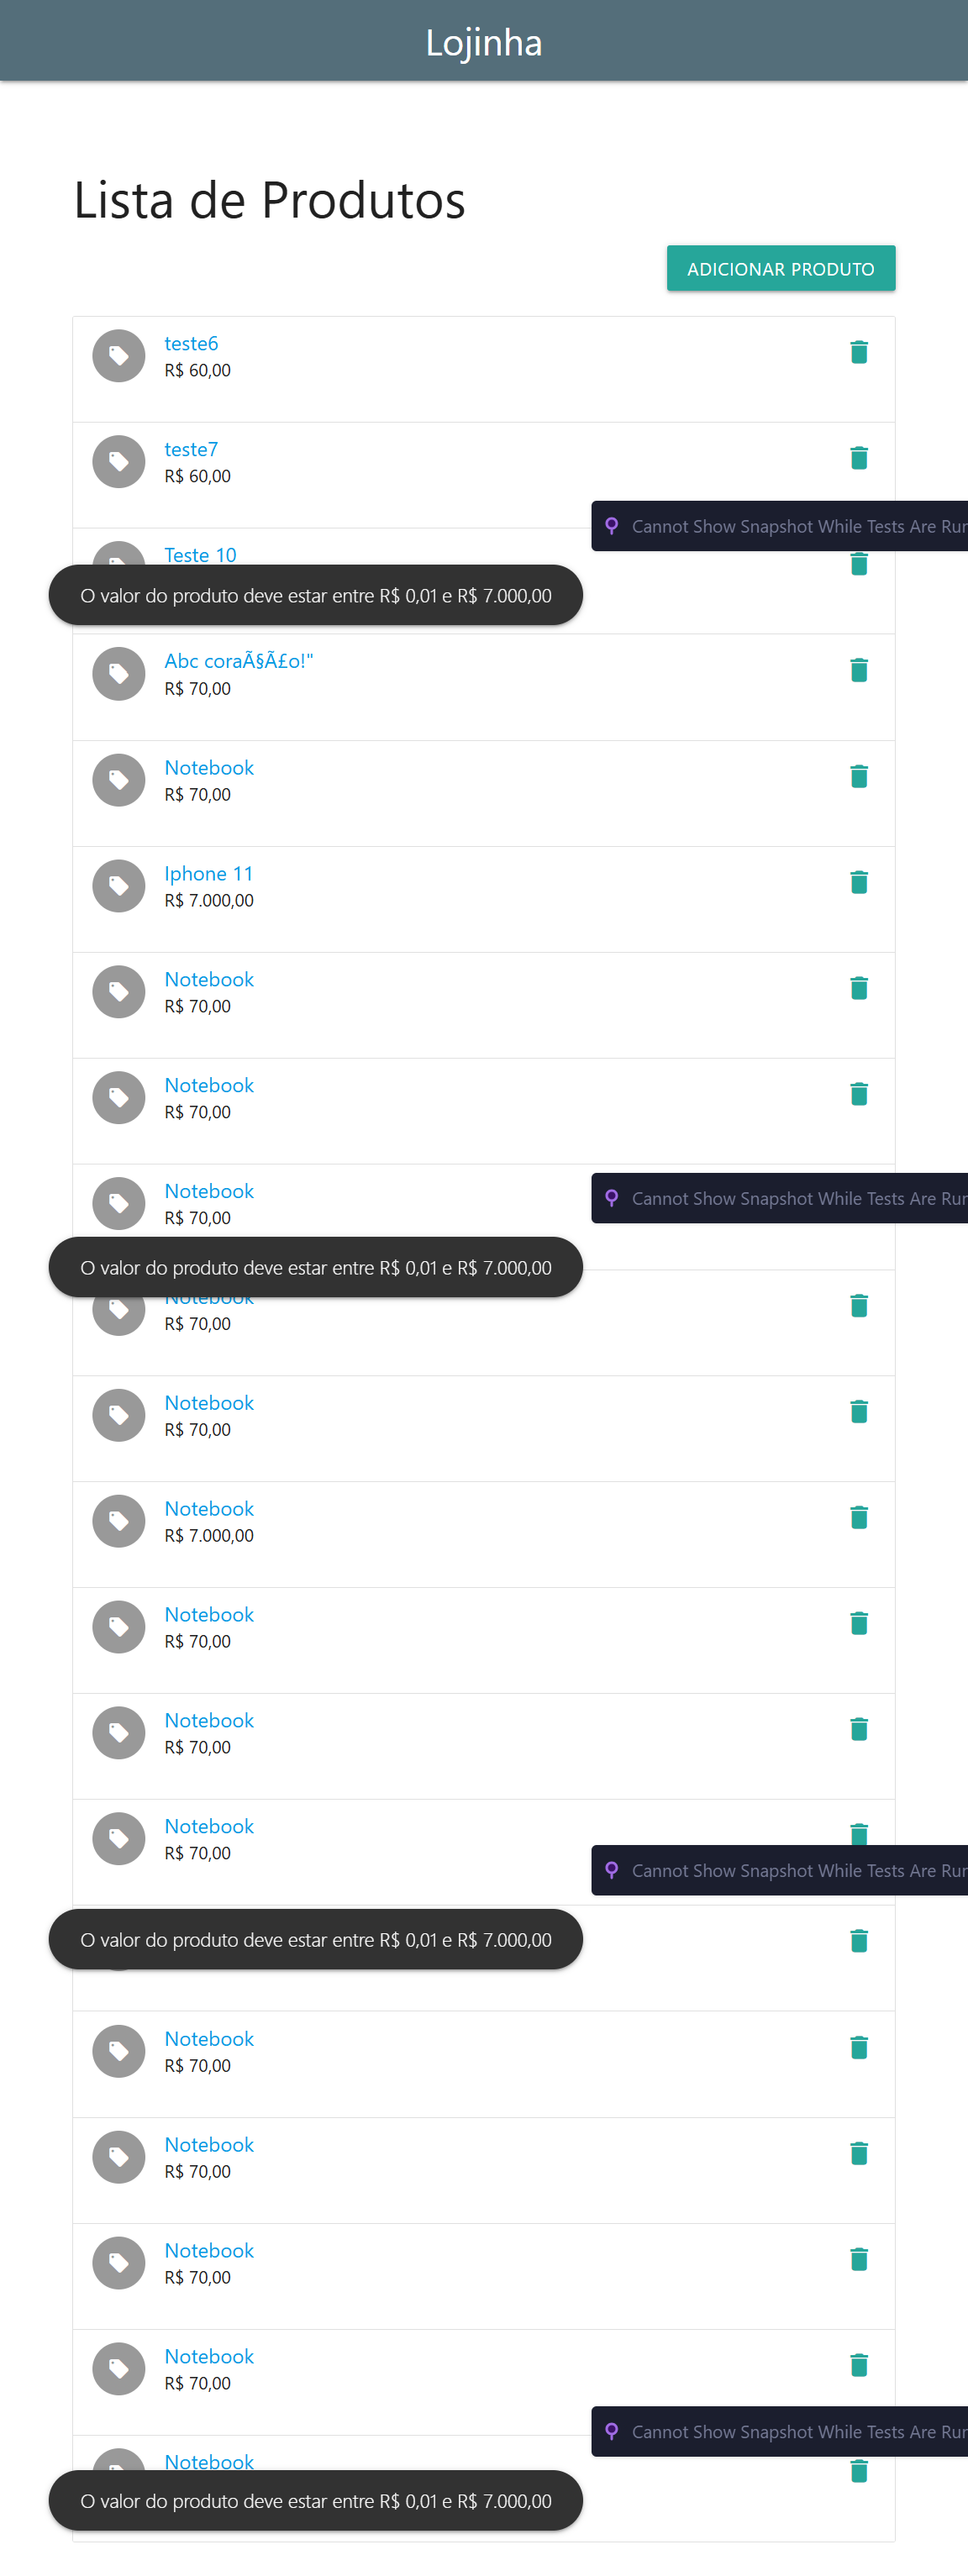 Lojinha
Lista de Produtos
ADICIONAR PRODUTO
teste6
R$ 60,00
teste7
R$ 60,00
Cannot Show Snapshot While Tests Are Run
Teste 10
O valor do produto deve estar entre R$ 0,01 e R$ 7.000,00
Abc coraÃ§Ã£o!"
R$ 70,00
Notebook
R$ 70,00
Iphone 11
R$ 7.000,00
Notebook
R$ 70,00
Notebook
R$ 70,00
Notebook
Cannot Show Snapshot While Tests Are Run
R$ 70,00
O valor do produto deve estar entre R$ 0,01 e R$ 7.000,00
Notebook
R$ 70,00
Notebook
R$ 70,00
Notebook
R$ 7.000,00
Notebook
R$ 70,00
Notebook
R$ 70,00
Notebook
R$ 70,00
Cannot Show Snapshot While Tests Are Run
O valor do produto deve estar entre R$ 0,01 e R$ 7.000,00
Notebook
R$ 70,00
Notebook
R$ 70,00
Notebook
R$ 70,00
Notebook
R$ 70,00
Cannot Show Snapshot While Tests Are Run
Notebook
O valor do produto deve estar entre R$ 0,01 e R$ 7.000,00